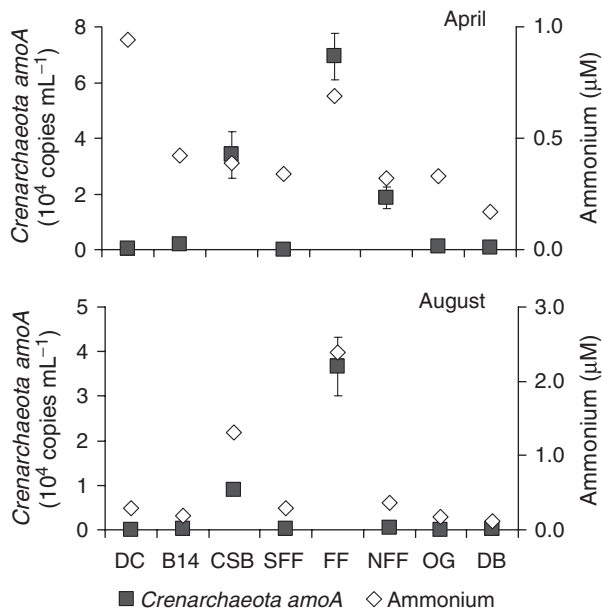 April
Crenarchaeota amoA
(10⁴ copies mL⁻¹)
8
6
4
2
0
1.0
0.5
0.0
Ammonium (μM)
August
Crenarchaeota amoA
(10⁴ copies mL⁻¹)
5
4
3
2
1
0
3.0
2.0
1.0
0.0
Ammonium (μM)
DC B14 CSB SFF FF NFF OG DB
Crenarchaeota amoA Ammonium